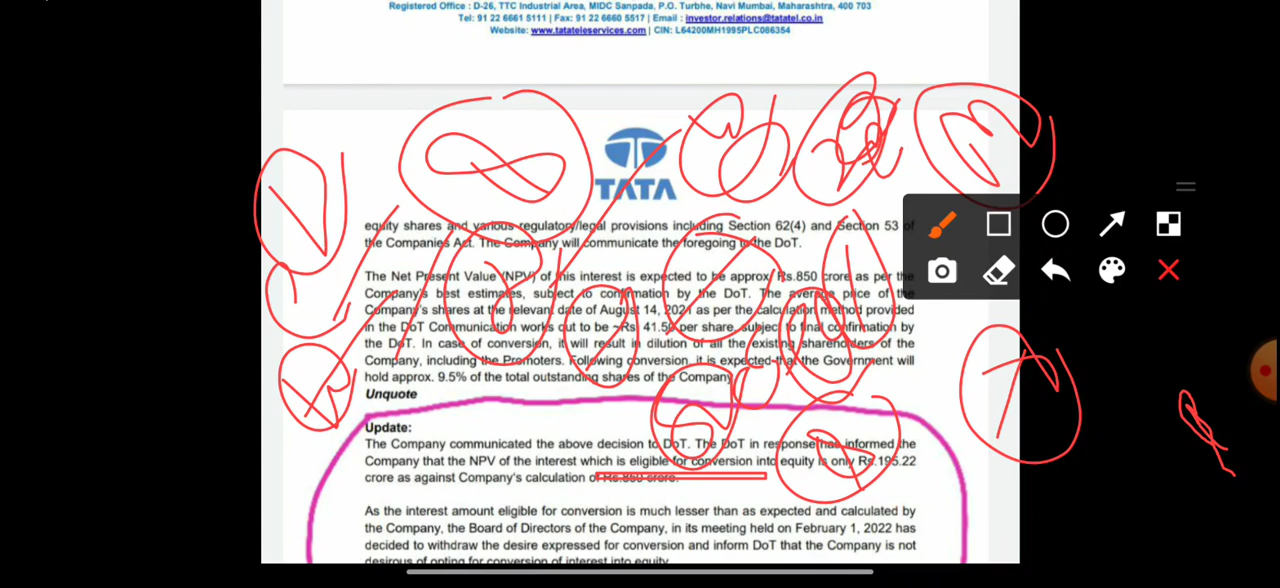 Registered Office : D-26, TTC Industrial Area, MIDC Sanpada, P.O. Turbhe, Navi Mumbai, Maharashtra, 400 703
Tel: 91 22 6661 5111 | Fax: 91 22 6660 5517 | Email : investor.relations@tatatel.co.in
Website: www.tatateleservices.com | CIN: L64200MH1995PLC086354
TATA
equity shares and various regulatory/legal provisions including Section 62(4) and Section 53 of
the Companies Act. The Company will communicate the foregoing to the DoT.
The Net Present Value (NPV) of this interest is expected to be approx Rs.850 crore as per the
Company's best estimates, subject to confirmation by the DoT. The average price of the
Company's shares at the relevant date of August 14, 2021 as per the calculation method provided
in the DoT Communication works out to be ~Rs. 41.50 per share, subject to final confirmation by
the DoT. In case of conversion, it will result in dilution of all the existing shareholders of the
Company, including the Promoters. Following conversion, it is expected that the Government will
hold approx. 9.5% of the total outstanding shares of the Company
Unquote
Update:
The Company communicated the above decision to DoT. The DoT in response has informed the
Company that the NPV of the interest which is eligible for conversion into equity is only Rs.195.22
crore as against Company's calculation of Rs.850 crore.
As the interest amount eligible for conversion is much lesser than as expected and calculated by
the Company, the Board of Directors of the Company, in its meeting held on February 1, 2022 has
decided to withdraw the desire expressed for conversion and inform DoT that the Company is not
desirous of opting for conversion of interest into equity